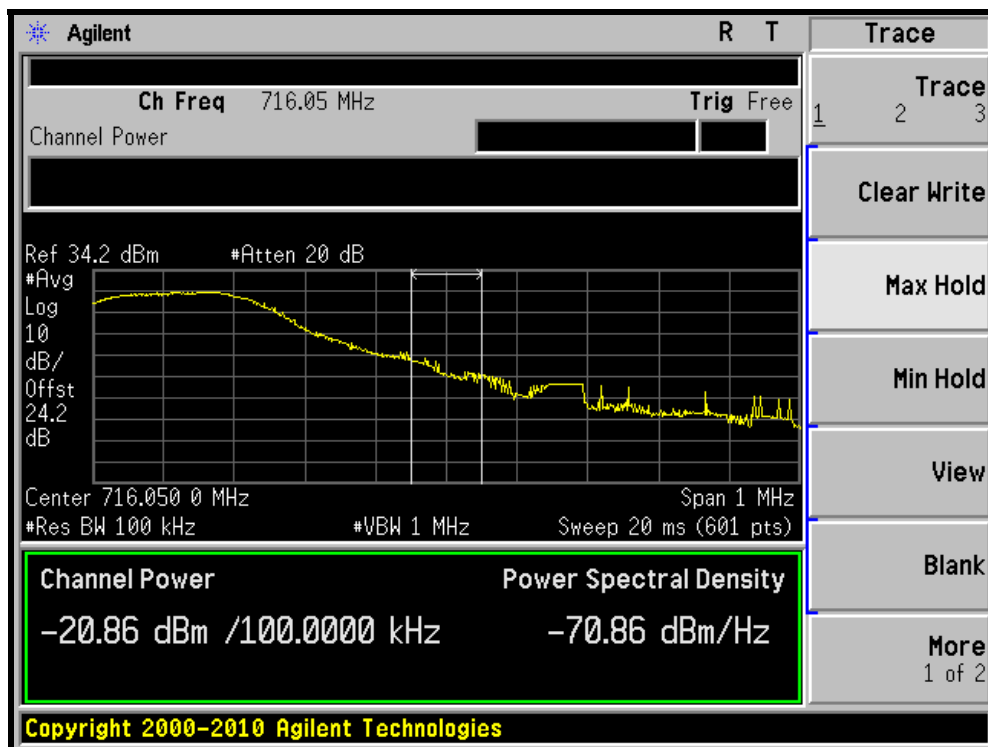 Agilent R T
Ch Freq 716.05 MHz Trig Free
Channel Power
Ref 34.2 dBm #Atten 20 dB
#Avg
Log
10
dB/
Offst
24.2
dB
Center 716.050 0 MHz Span 1 MHz
#Res BW 100 kHz #VBW 1 MHz Sweep 20 ms (601 pts)
Channel Power Power Spectral Density
-20.86 dBm /100.0000 kHz -70.86 dBm/Hz
Copyright 2000-2010 Agilent Technologies
Trace
Trace
1 2 3
Clear Write
Max Hold
Min Hold
View
Blank
More
1 of 2